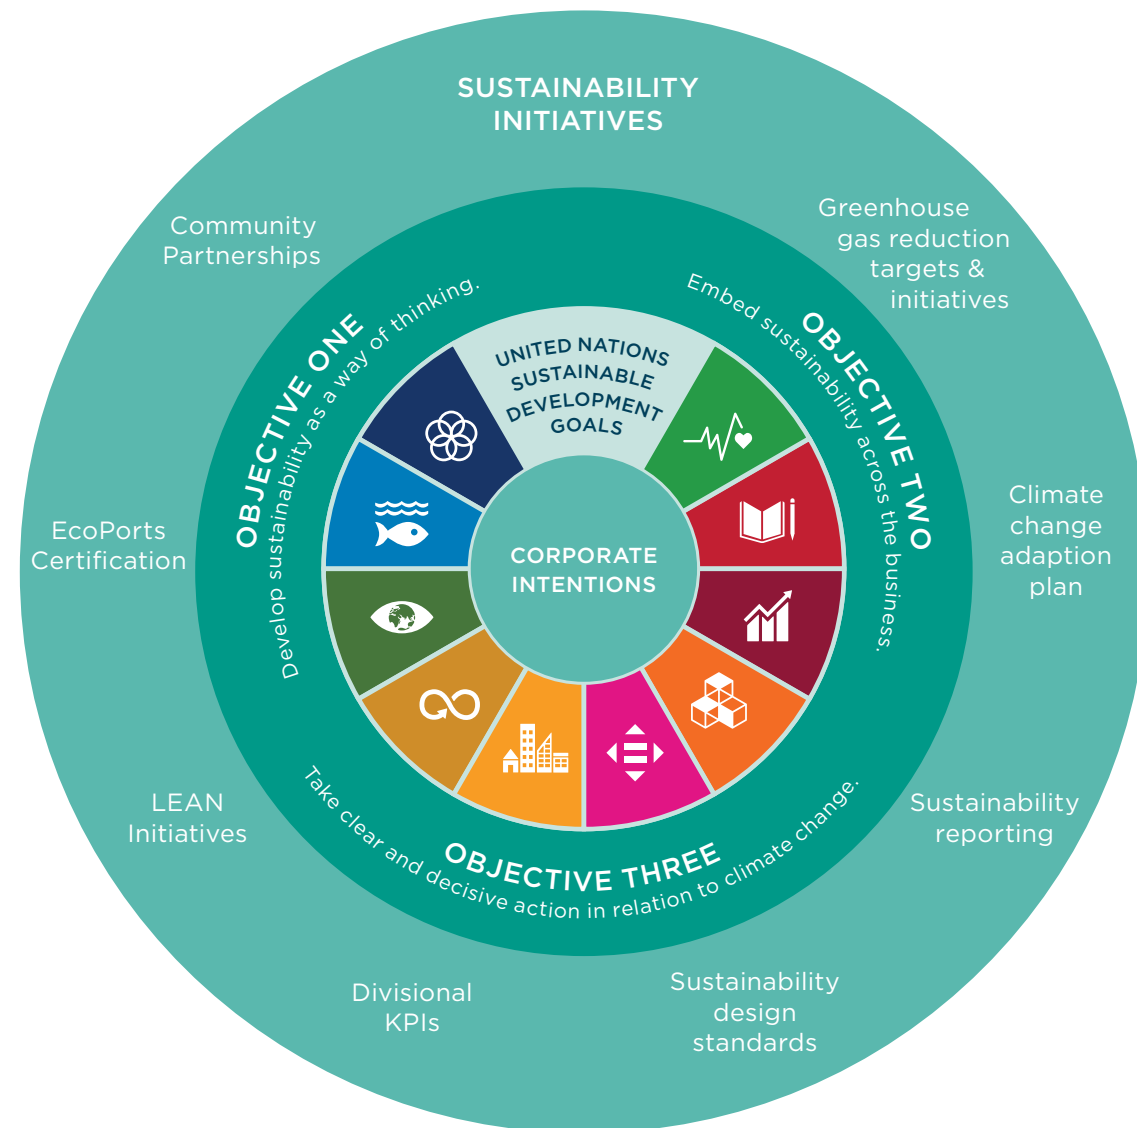 SUSTAINABILITY
INITIATIVES
Community
Partnerships
Greenhouse
gas reduction
targets &
initiatives
OBJECTIVE ONE
Develop sustainability as a way of thinking.
OBJECTIVE TWO
Embed sustainability across the business.
UNITED NATIONS
SUSTAINABLE
DEVELOPMENT
GOALS
CORPORATE
INTENTIONS
EcoPorts
Certification
Climate
change
adaption
plan
LEAN
Initiatives
Sustainability
reporting
OBJECTIVE THREE
Take clear and decisive action in relation to climate change.
Divisional
KPIs
Sustainability
design
standards